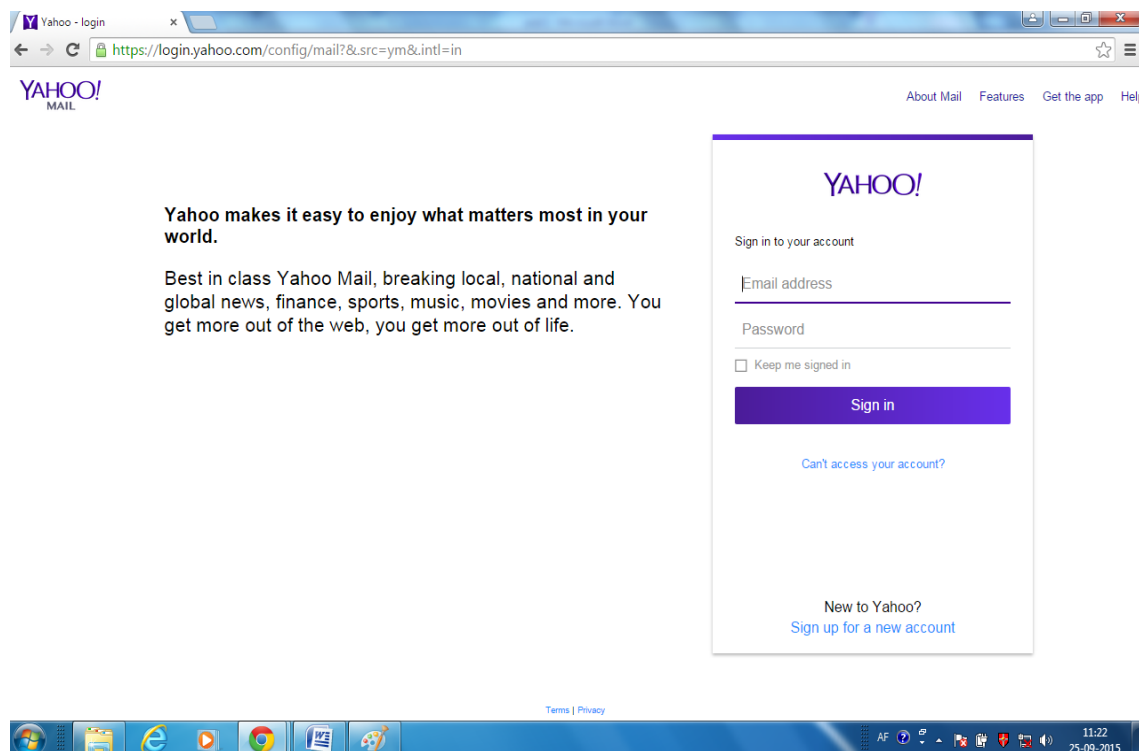 Yahoo - login
https://login.yahoo.com/config/mail?&.src=ym&.intl=in
YAHOO!
MAIL
About Mail Features Get the app Help
YAHOO!
Yahoo makes it easy to enjoy what matters most in your
world.
Best in class Yahoo Mail, breaking local, national and
global news, finance, sports, music, movies and more. You
get more out of the web, you get more out of life.
Sign in to your account
Email address
Password
Keep me signed in
Sign in
Can't access your account?
New to Yahoo?
Sign up for a new account
Terms | Privacy
AF
11:22
25-09-2015